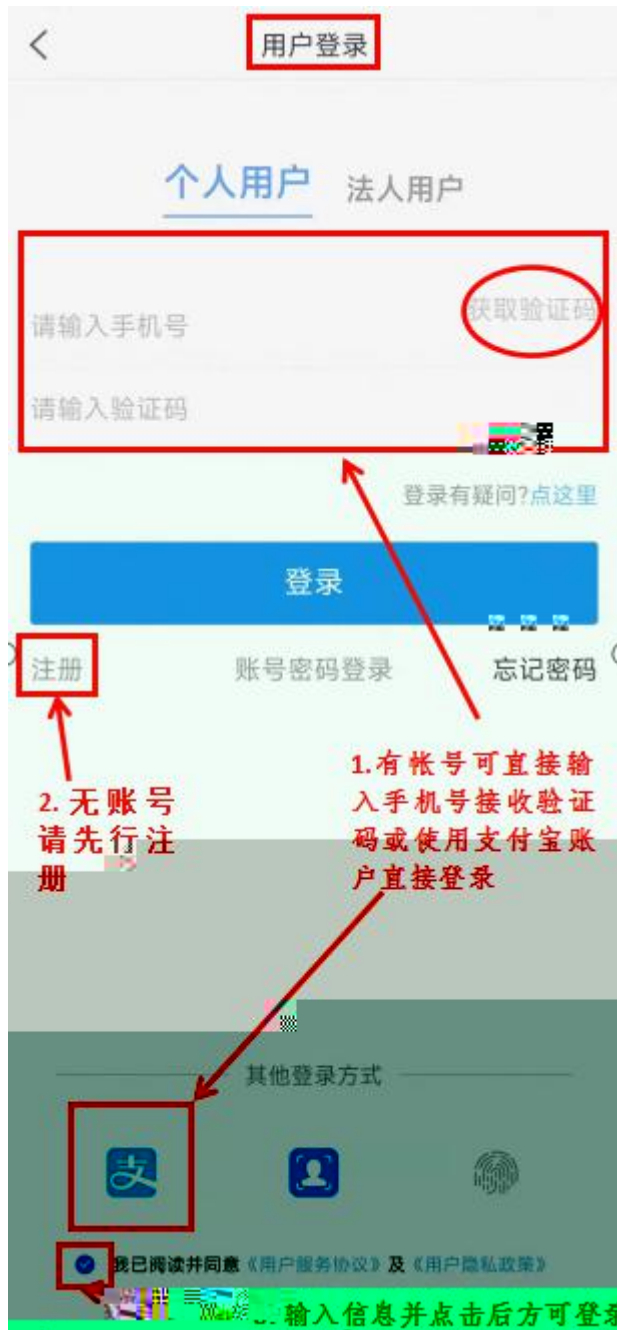 用户登录
个人用户 法人用户
请输入手机号 获取验证码
请输入验证码
登录有疑问?点这里
登录
注册 账号密码登录 忘记密码
1.有帐号可直接输
入手机号接收验证
码或使用支付宝账
户直接登录
2.无账号
请先行注
册
其他登录方式
支
我已阅读并同意《用户服务协议》及《用户隐私政策》
输入信息并点击后方可登录